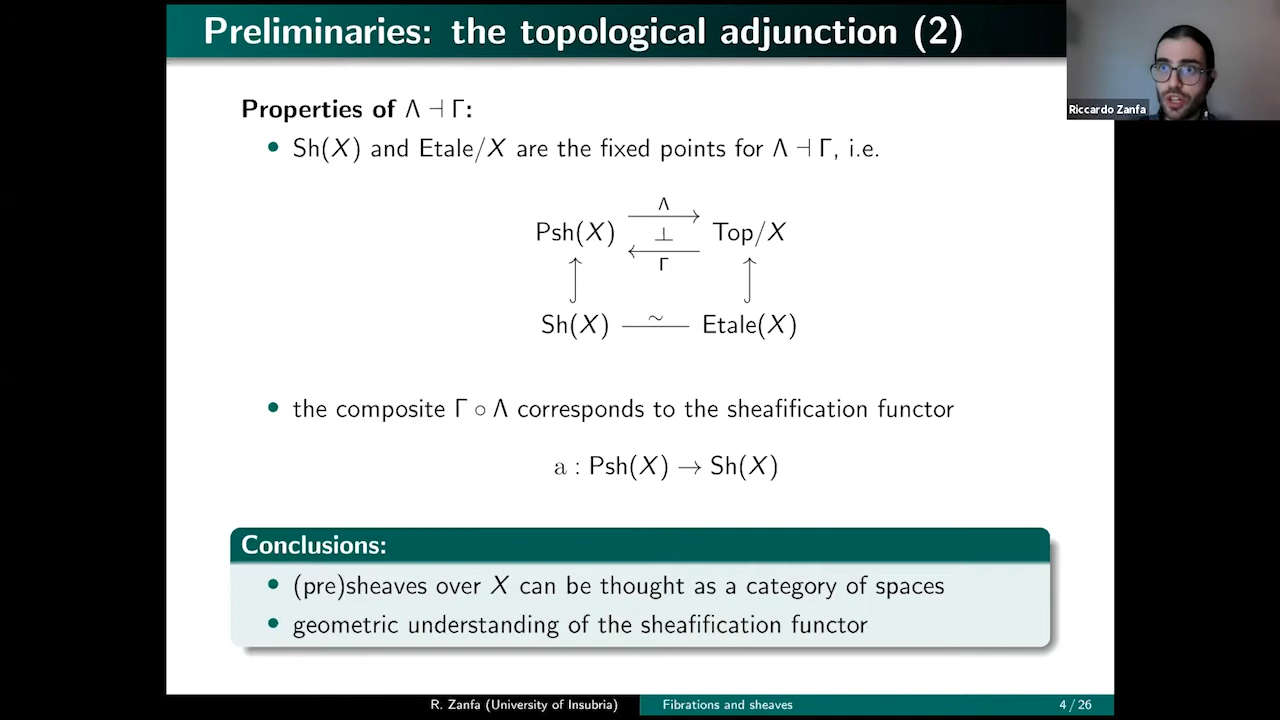 Preliminaries: the topological adjunction (2)
Riccardo Zanfa
Properties of Λ ⊣ Γ:
• Sh(X) and Etale/X are the fixed points for Λ ⊣ Γ, i.e.
Λ
Psh(X) ⊥ Top/X
Γ
Sh(X) ∼ Etale(X)
• the composite Γ ∘ Λ corresponds to the sheafification functor
a : Psh(X) → Sh(X)
Conclusions:
• (pre)sheaves over X can be thought as a category of spaces
• geometric understanding of the sheafification functor
R. Zanfa (University of Insubria) Fibrations and sheaves 4 / 26